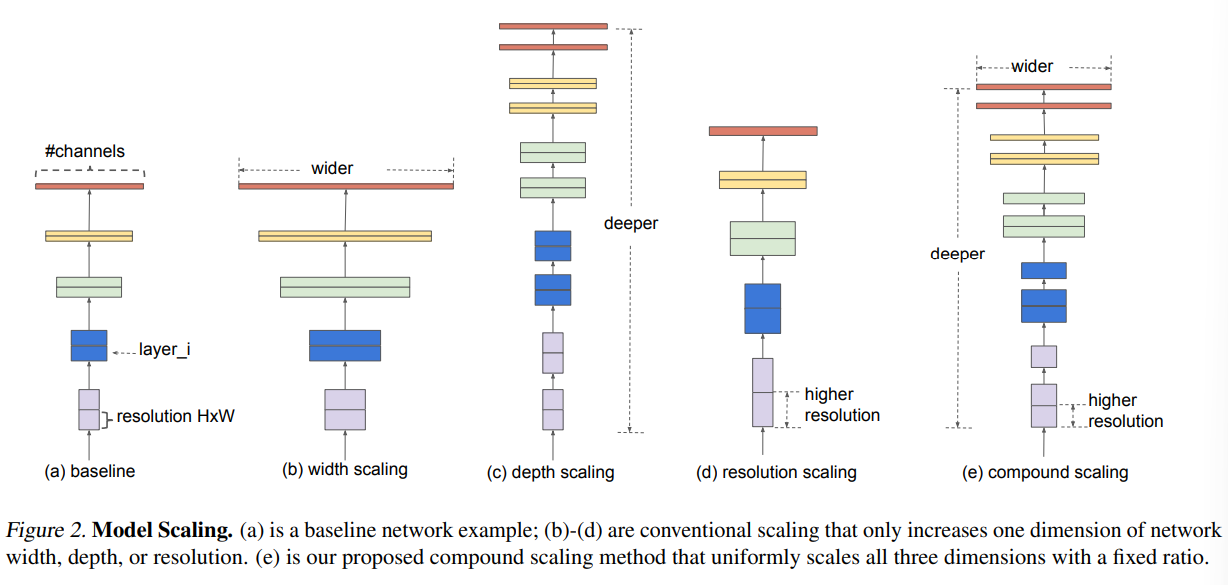 #channels
layer_i
resolution HxW
(a) baseline
wider
(b) width scaling
deeper
(c) depth scaling
higher
resolution
(d) resolution scaling
wider
deeper
higher
resolution
(e) compound scaling
Figure 2. Model Scaling. (a) is a baseline network example; (b)-(d) are conventional scaling that only increases one dimension of network
width, depth, or resolution. (e) is our proposed compound scaling method that uniformly scales all three dimensions with a fixed ratio.